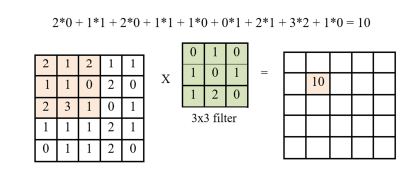 2*0 + 1*1 + 2*0 + 1*1 + 1*0 + 0*1 + 2*1 + 3*2 + 1*0 = 10
2 1 2 1 1
1 1 0 2 0
2 3 1 0 1
1 1 1 2 1
0 1 1 2 0
X
0 1 0
1 0 1
1 2 0
3x3 filter
=
10